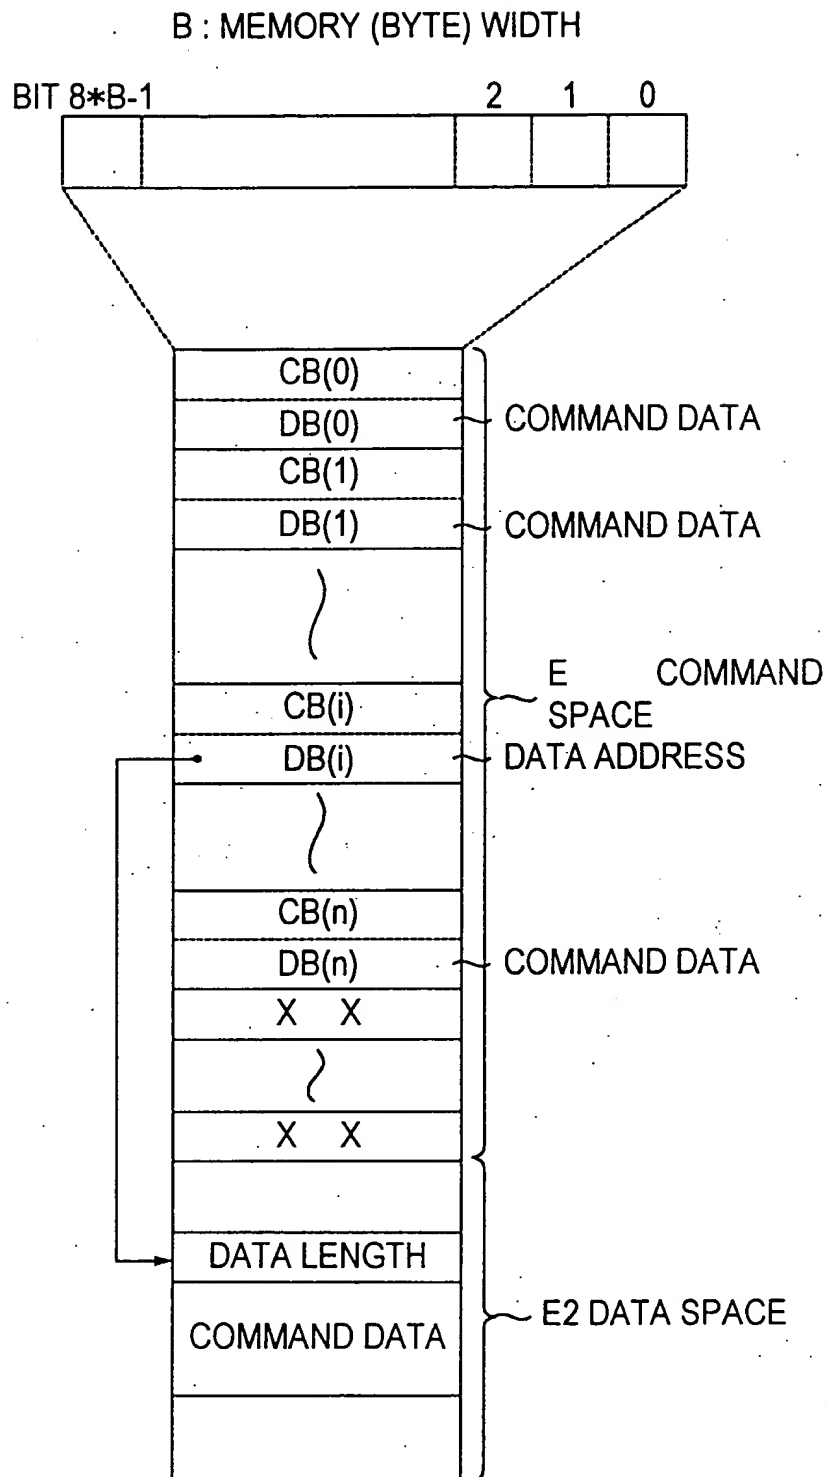 B : MEMORY (BYTE) WIDTH
BIT 8*B-1 2 1 0
CB(0)
DB(0) COMMAND DATA
CB(1)
DB(1) COMMAND DATA
CB(i)
E COMMAND
SPACE
DB(i) DATA ADDRESS
CB(n)
DB(n) COMMAND DATA
X X
X X
DATA LENGTH
E2 DATA SPACE
COMMAND DATA